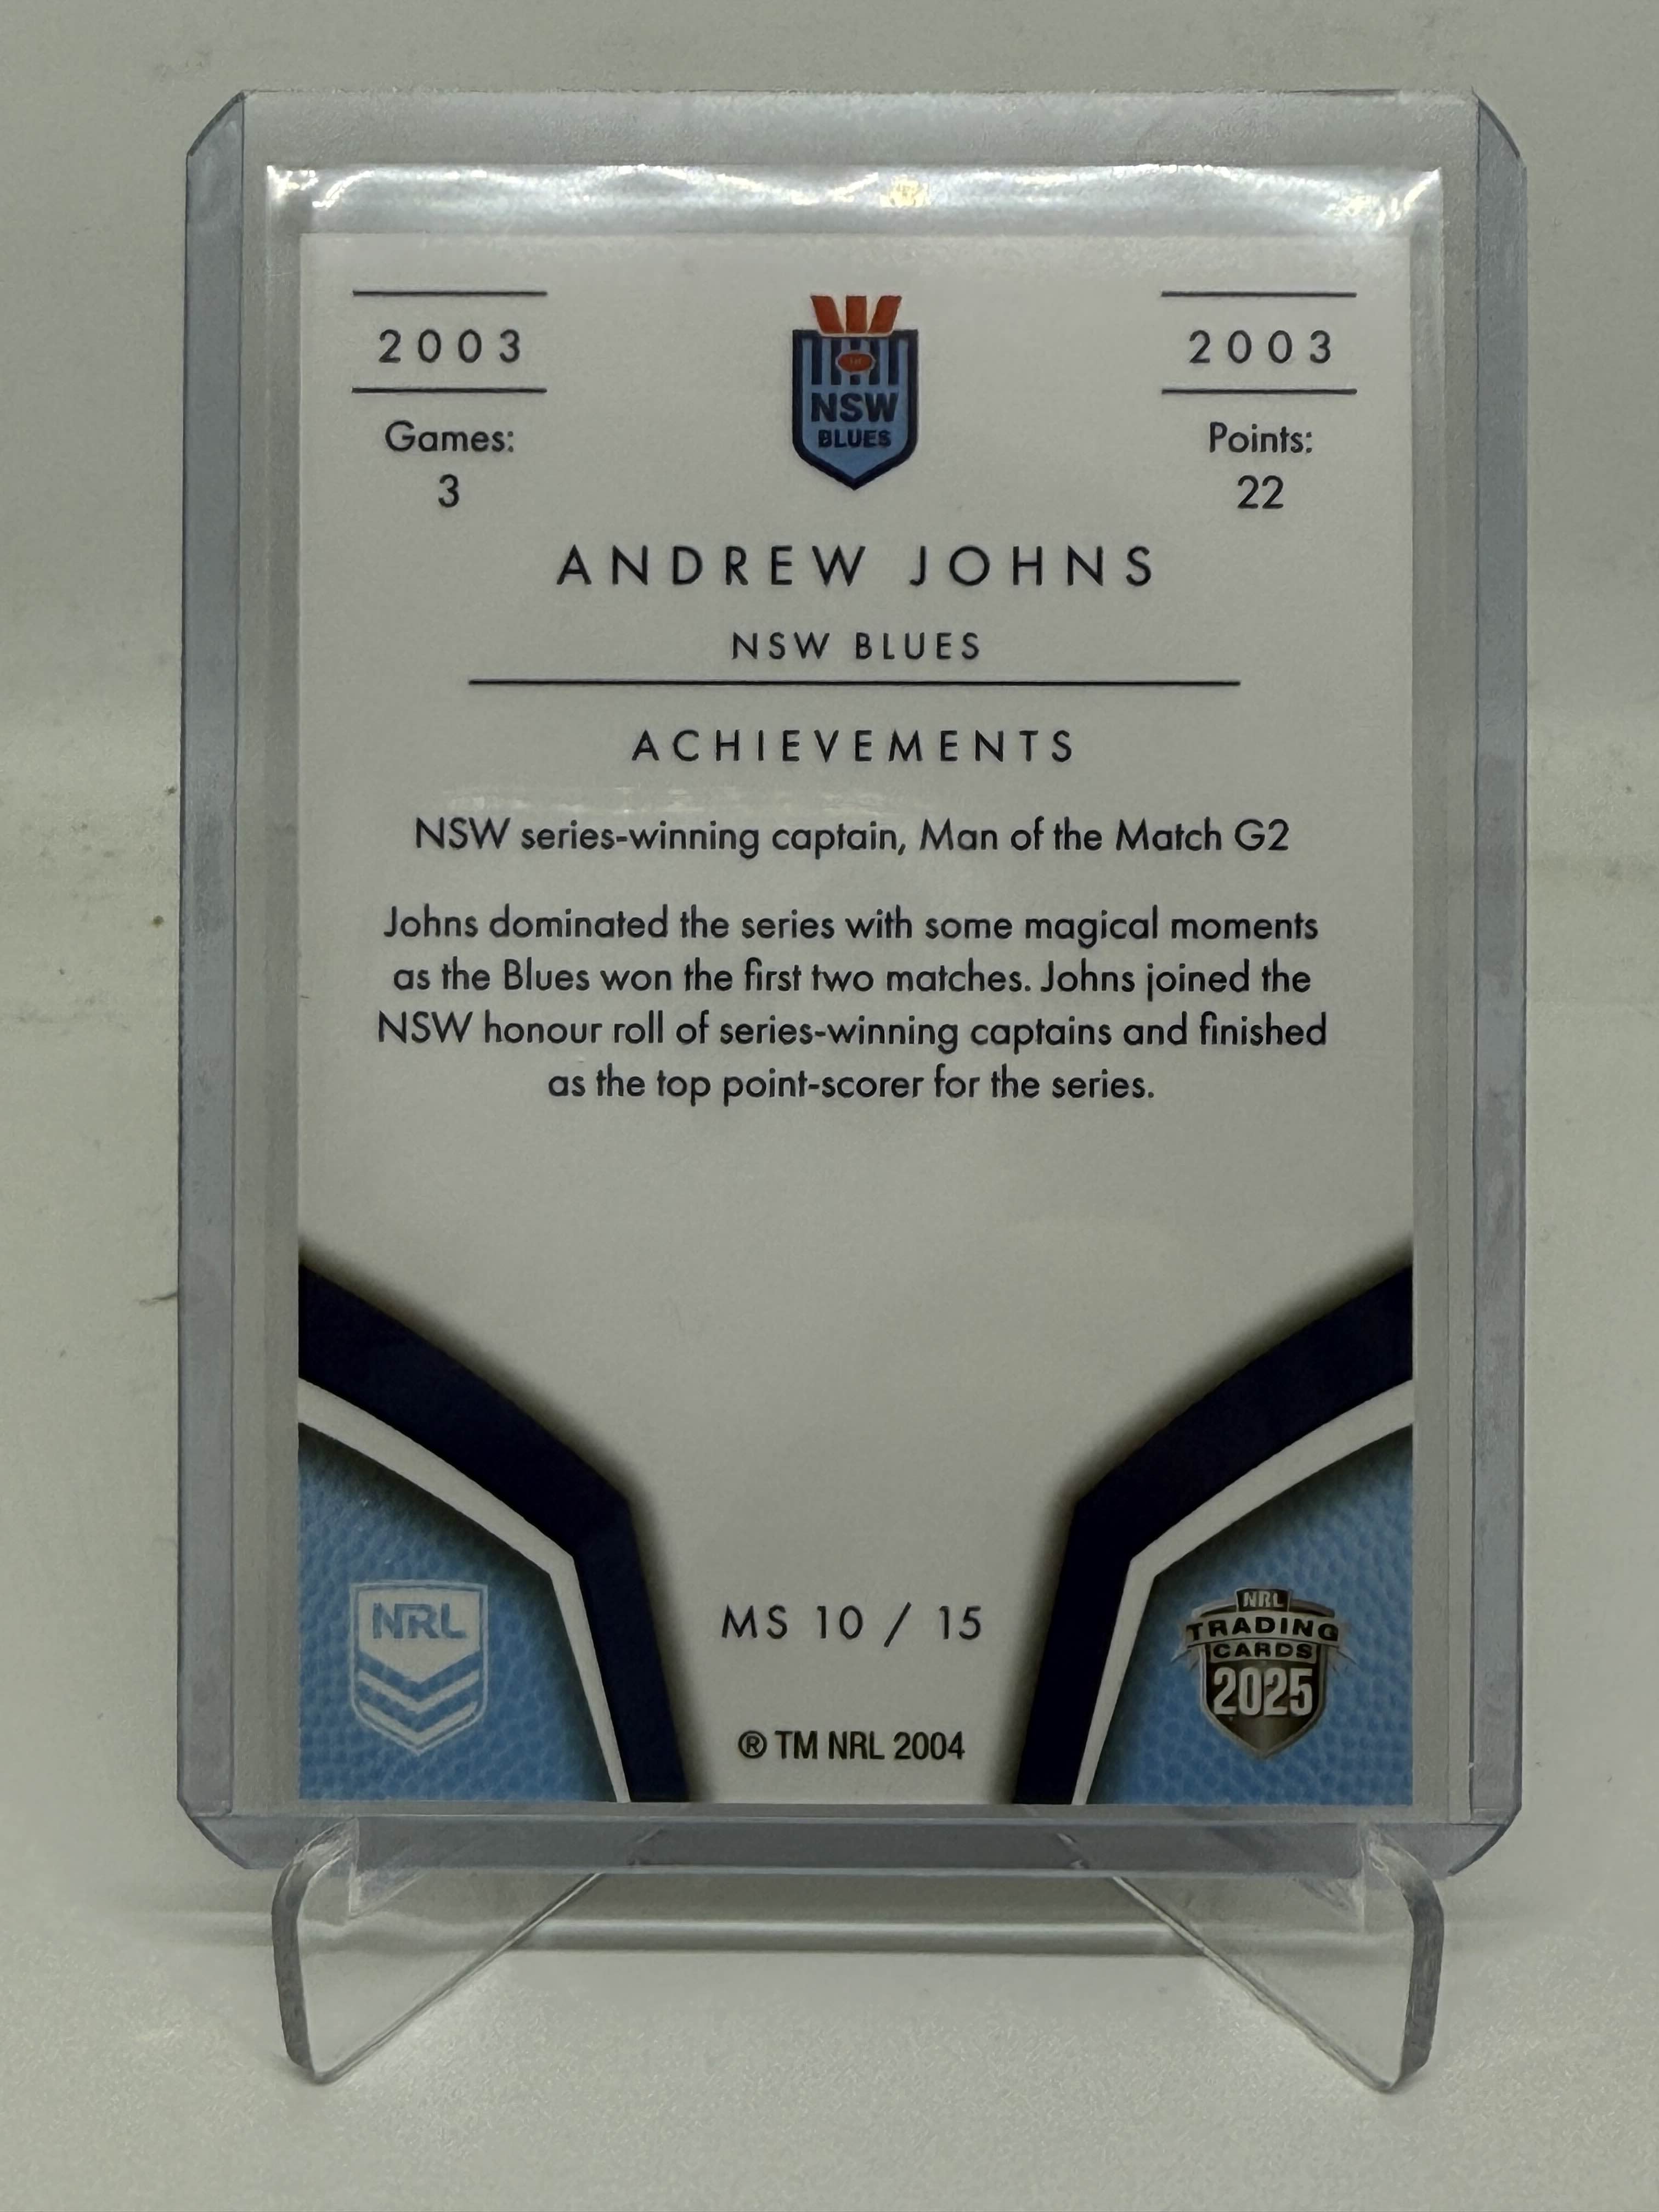 2003
Games:
3
NSW
BLUES
2003
Points:
22
ANDREW JOHNS
NSW BLUES
ACHIEVEMENTS
NSW series-winning captain, Man of the Match G2
Johns dominated the series with some magical moments
as the Blues won the first two matches. Johns joined the
NSW honour roll of series-winning captains and finished
as the top point-scorer for the series.
NRL
MS 10 / 15
® TM NRL 2004
NRL
TRADING
CARDS
2025